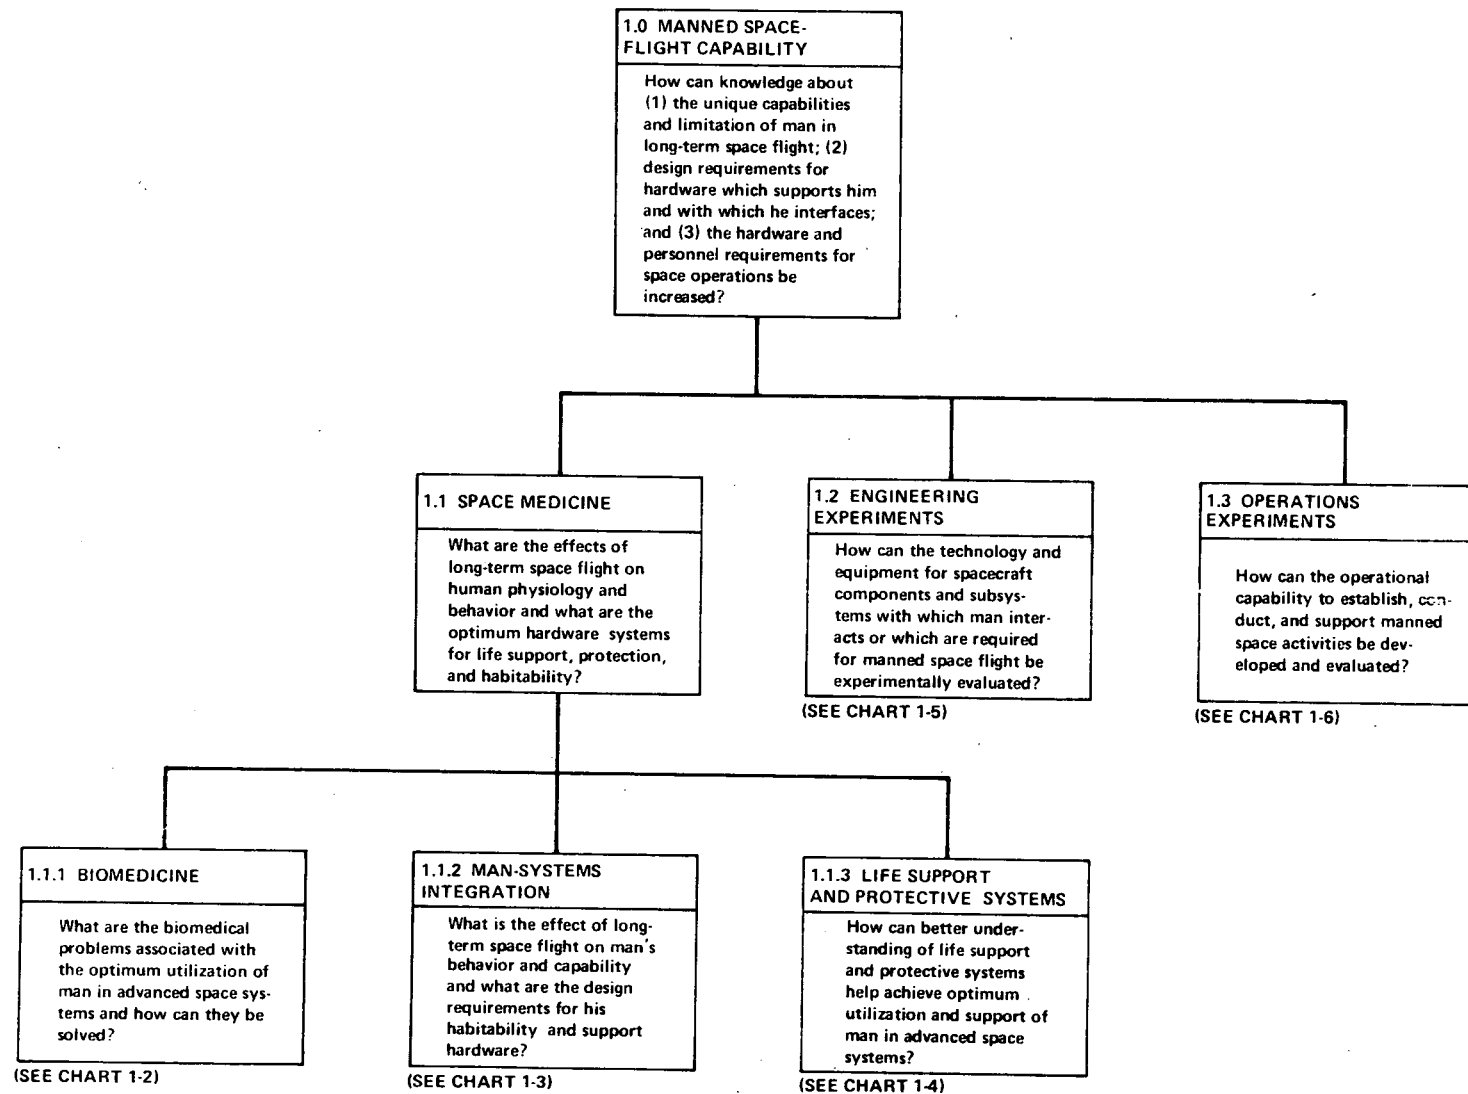 1.0 MANNED SPACE-
FLIGHT CAPABILITY
How can knowledge about
(1) the unique capabilities
and limitation of man in
long-term space flight; (2)
design requirements for
hardware which supports him
and with which he interfaces;
and (3) the hardware and
personnel requirements for
space operations be
increased?
1.1 SPACE MEDICINE
What are the effects of
long-term space flight on
human physiology and
behavior and what are the
optimum hardware systems
for life support, protection,
and habitability?
1.2 ENGINEERING
EXPERIMENTS
How can the technology and
equipment for spacecraft
components and subsys-
tems with which man inter-
acts or which are required
for manned space flight be
experimentally evaluated?
(SEE CHART 1-5)
1.3 OPERATIONS
EXPERIMENTS
How can the operational
capability to establish, con-
duct, and support manned
space activities be dev-
eloped and evaluated?
(SEE CHART 1-6)
1.1.1 BIOMEDICINE
What are the biomedical
problems associated with
the optimum utilization of
man in advanced space sys-
tems and how can they be
solved?
(SEE CHART 1-2)
1.1.2 MAN-SYSTEMS
INTEGRATION
What is the effect of long-
term space flight on man's
behavior and capability
and what are the design
requirements for his
habitability and support
hardware?
(SEE CHART 1-3)
1.1.3 LIFE SUPPORT
AND PROTECTIVE SYSTEMS
How can better under-
standing of life support
and protective systems
help achieve optimum
utilization and support of
man in advanced space
systems?
(SEE CHART 1-4)